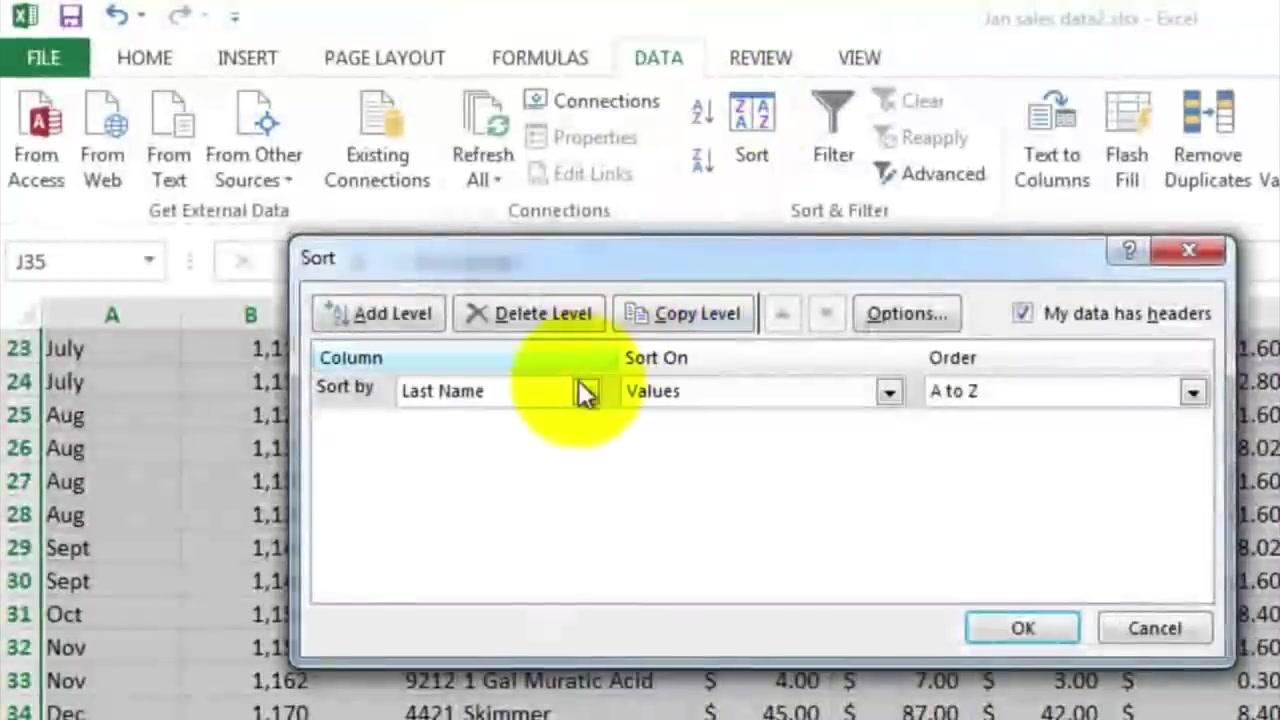 Jan sales data2.xlsx - Excel
FILE HOME INSERT PAGE LAYOUT FORMULAS DATA REVIEW VIEW
From Access
From Web
From Text
From Other Sources
Existing Connections
Refresh All
Connections
Properties
Edit Links
Sort
Filter
Clear
Reapply
Advanced
Text to Columns
Flash Fill
Remove Duplicates
Va
Get External Data
Connections
Sort & Filter
J35
Sort
Add Level
Delete Level
Copy Level
Options...
My data has headers
Column Sort On Order
Sort by Last Name Values A to Z
OK
Cancel
A B
23 July 1,1 1.60
24 July 1,1 2.80
25 Aug 1,1 1.60
26 Aug 1,1 8.02
27 Aug 1,1 1.60
28 Aug 1,1 1.60
29 Sept 1,1 8.02
30 Sept 1,1 1.60
31 Oct 1,1 8.40
32 Nov 1,1 1.60
33 Nov 1,162 9212 1 Gal Muratic Acid $ 4.00 $ 7.00 $ 3.00 $ 0.30
34 Dec 1,170 4421 Skimmer $ 45.00 $ 87.00 $ 42.00 $ 8.40